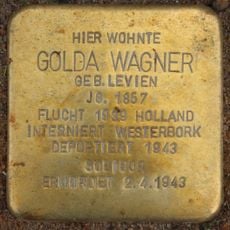 HIER WOHNTE
GOLDA WAGNER
GEB. LEVIEN
JG. 1857
FLUCHT 1939 HOLLAND
INTERNIERT WESTERBORK
DEPORTIERT 1943
SOBIBOR
ERMORDET 2.4.1943